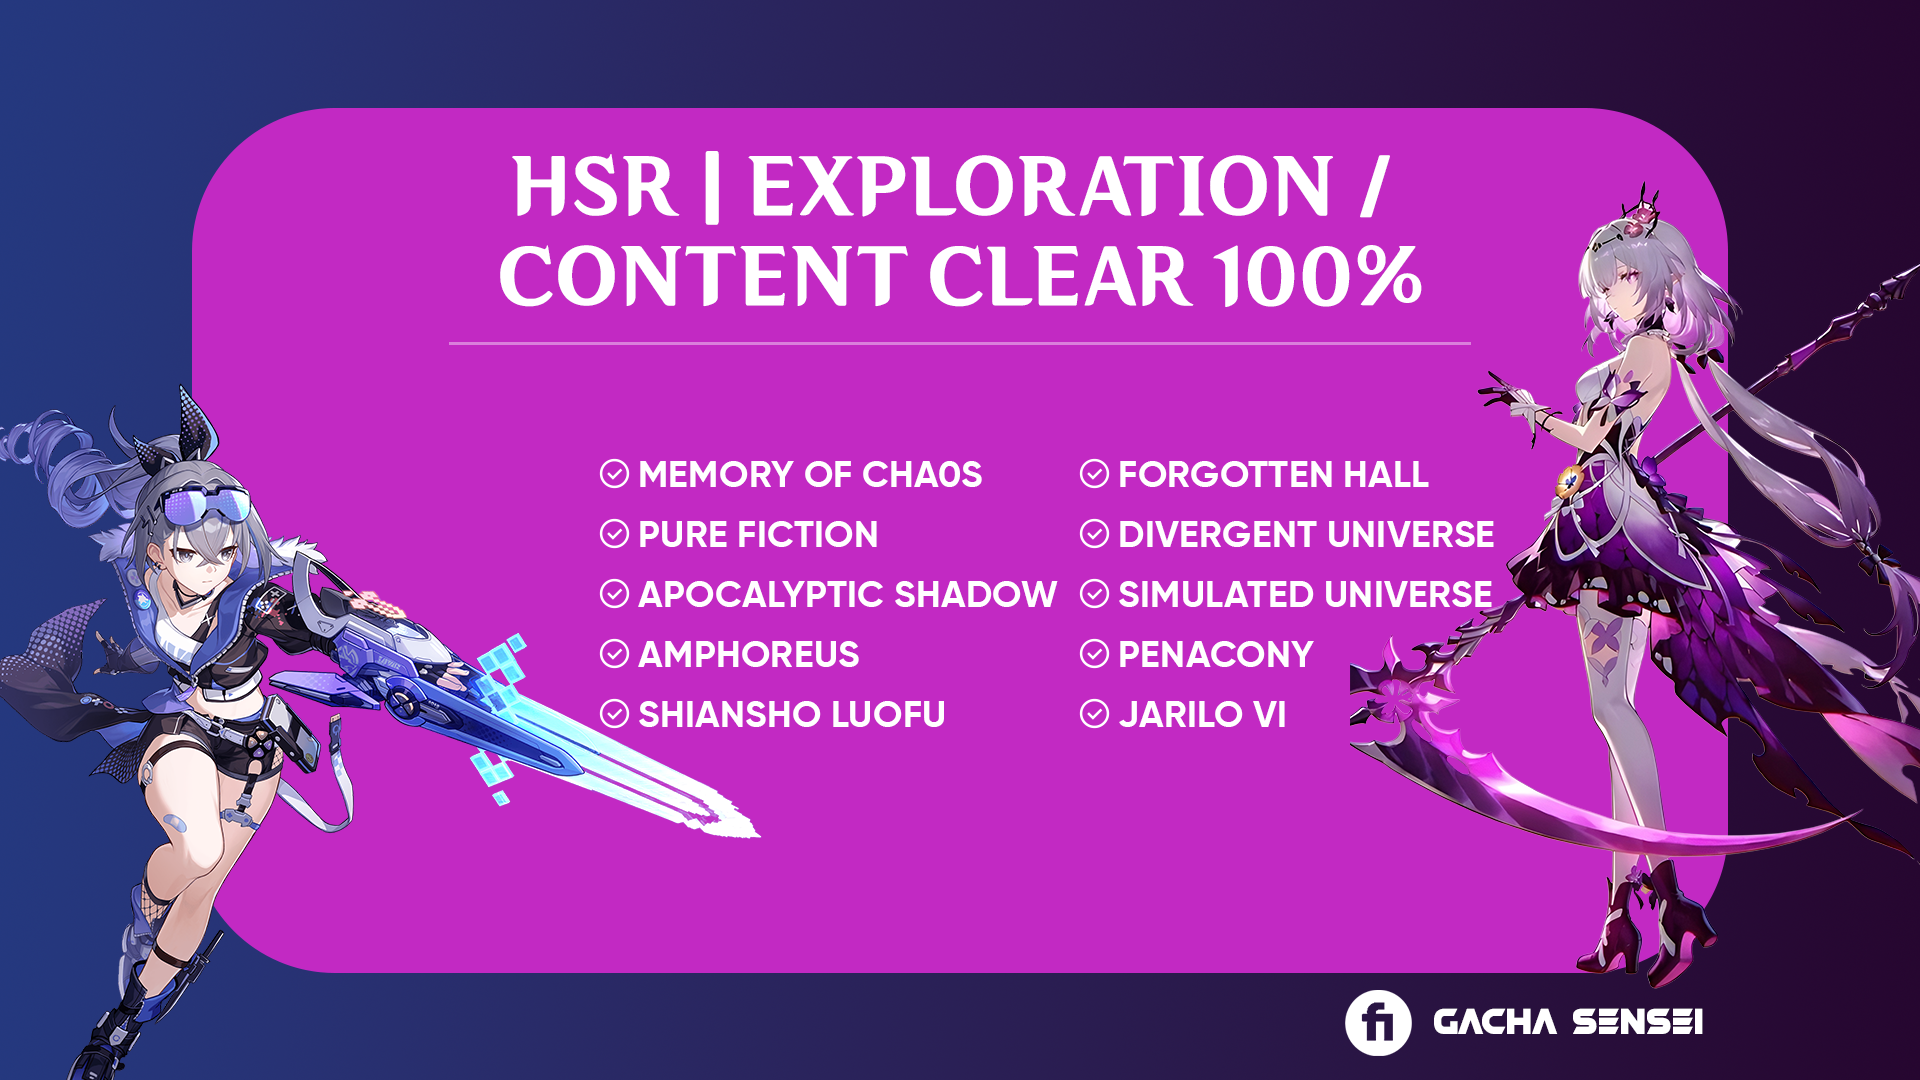 HSR | EXPLORATION /
CONTENT CLEAR 100%
MEMORY OF CHA0S
PURE FICTION
APOCALYPTIC SHADOW
AMPHOREUS
SHIANSHO LUOFU
FORGOTTEN HALL
DIVERGENT UNIVERSE
SIMULATED UNIVERSE
PENACONY
JARILO VI
fi GACHA SENSEI